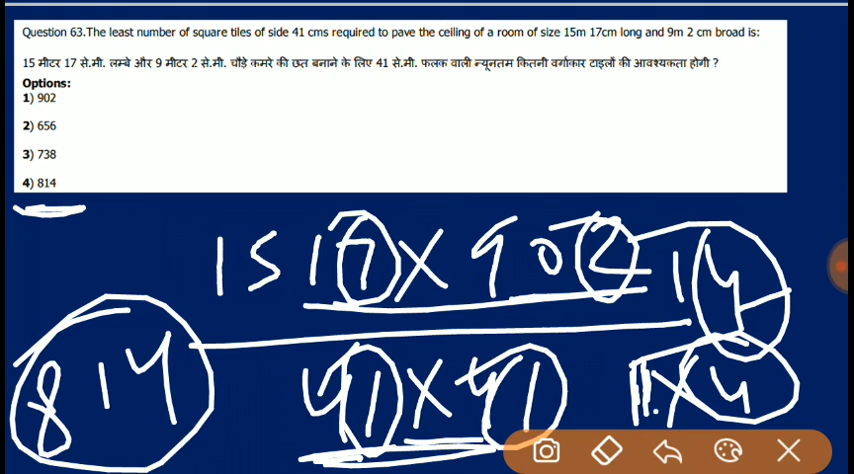 Question 63.The least number of square tiles of side 41 cms required to pave the ceiling of a room of size 15m 17cm long and 9m 2 cm broad is:
15 मीटर 17 से.मी. लम्बे और 9 मीटर 2 से.मी. चौड़े कमरे की छत बनाने के लिए 41 से.मी. फलक वाली न्यूनतम कितनी वर्गाकार टाइलों की आवश्यकता होगी ?
Options:
1) 902
2) 656
3) 738
4) 814
1517 X 902 14
814 41 X 41 11 X 4